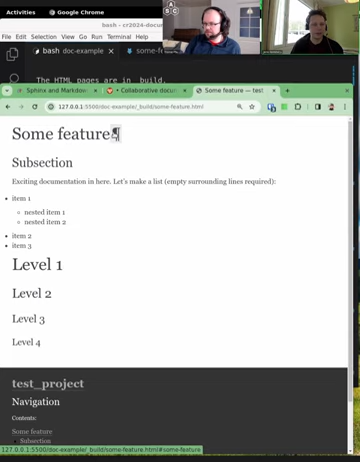 Activities
Google Chrome
bash - cr2024-docu
File Edit Selection View Go Run Terminal Help
bash doc-example
some-fea
The HTML pages are in _build.
Sphinx and Markdow
Collaborative docum
Some feature — test
127.0.0.1:5500/doc-example/_build/some-feature.html
Some feature¶
Subsection
Exciting documentation in here. Let's make a list (empty surrounding lines required):
item 1
nested item 1
nested item 2
item 2
item 3
Level 1
Level 2
Level 3
Level 4
test_project
Navigation
Contents:
Some feature
Subsection
127.0.0.1:5500/doc-example/_build/some-feature.html#some-feature